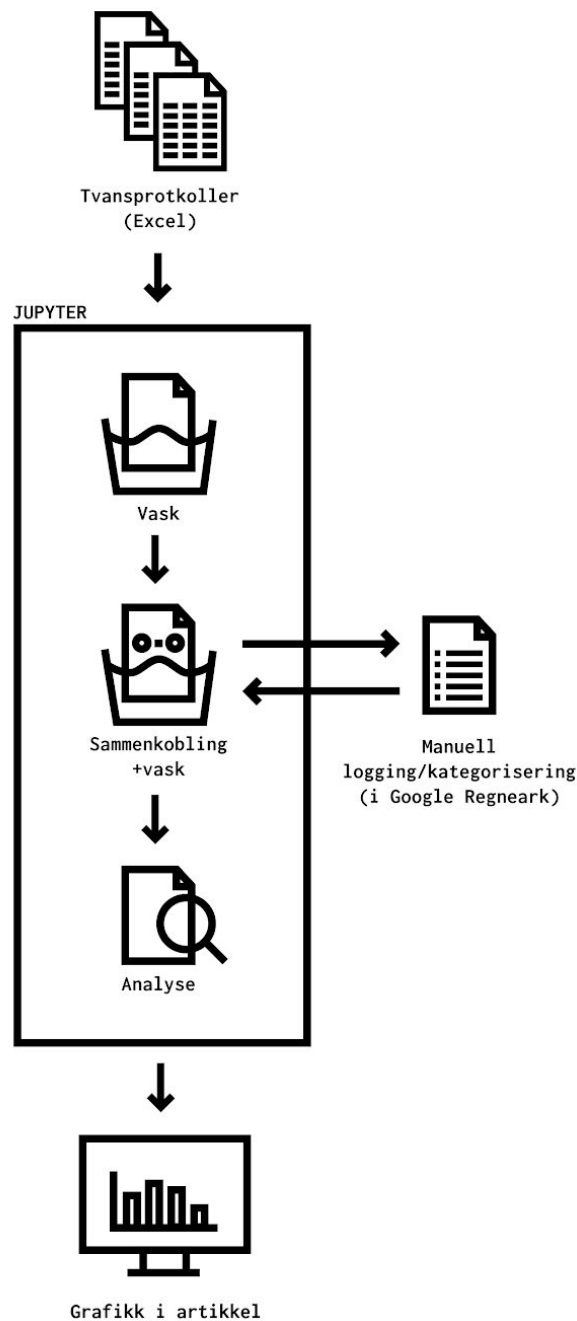 Tvansprotkoller
(Excel)
JUPYTER
Vask
Sammenkobling
+vask
Manuell
logging/kategorisering
(i Google Regneark)
Analyse
Grafikk i artikkel